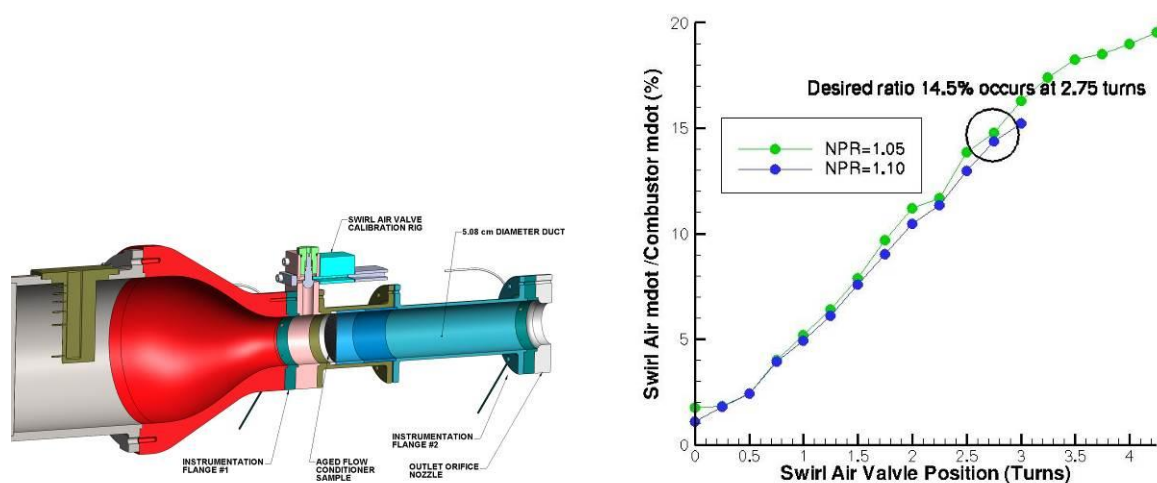 SWIRL AIR VALVE
CALIBRATION RIG
5.08 cm DIAMETER DUCT
INSTRUMENTATION
FLANGE #1
AGED FLOW
CONDITIONER
SAMPLE
INSTRUMENTATION
FLANGE #2
OUTLET ORIFICE
NOZZLE
Swirl Air mdot /Combustor mdot (%)
20
15
10
5
0
Desired ratio 14.5% occurs at 2.75 turns
NPR=1.05
NPR=1.10
0 0.5 1 1.5 2 2.5 3 3.5 4
Swirl Air Valvle Position (Turns)